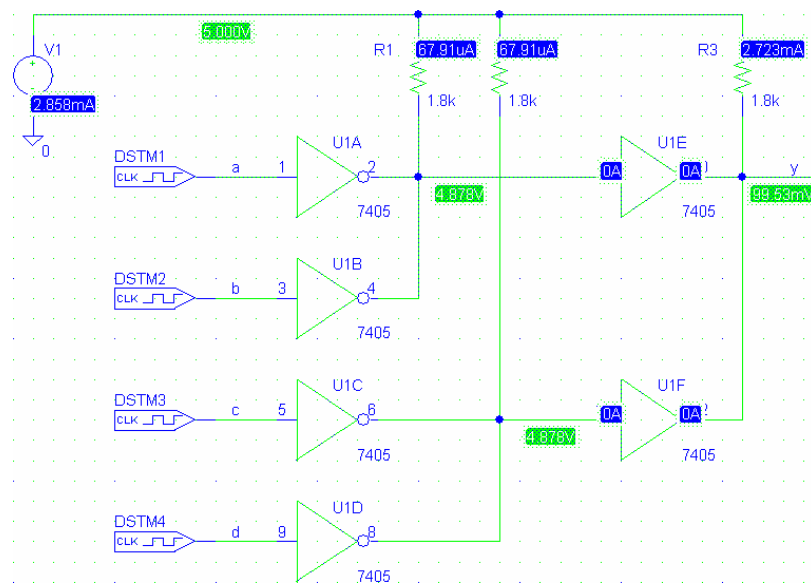 5.000V
V1
R1
67.91uA
67.91uA
R3
2.723mA
1.8k
1.8k
1.8k
2.858mA
0
DSTM1
CLK
a
1
U1A
2
7405
4.878V
0A
U1E
0A
7405
y
99.53mV
DSTM2
CLK
b
3
U1B
4
7405
DSTM3
CLK
c
5
U1C
6
7405
4.878V
0A
U1F
0A
7405
DSTM4
CLK
d
9
U1D
8
7405